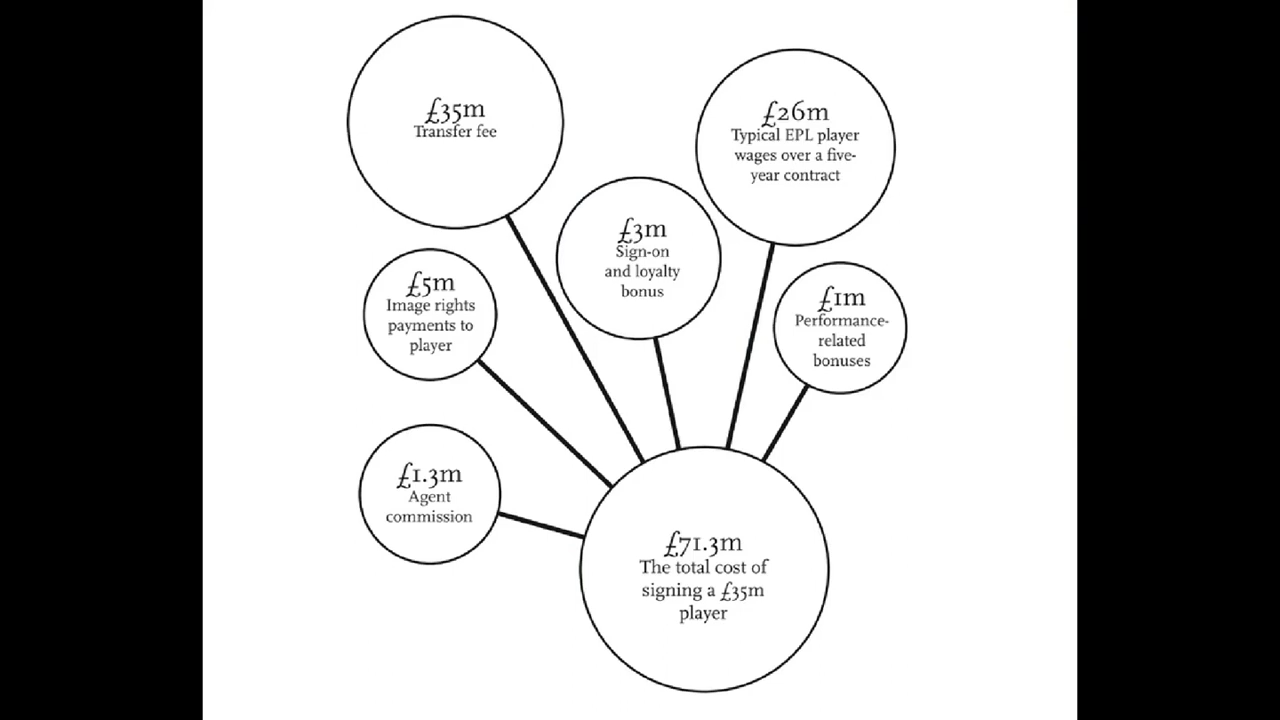 £35m
Transfer fee
£26m
Typical EPL player
wages over a five-
year contract
£3m
Sign-on
and loyalty
bonus
£5m
Image rights
payments to
player
£1m
Performance-
related
bonuses
£1.3m
Agent
commission
£71.3m
The total cost of
signing a £35m
player